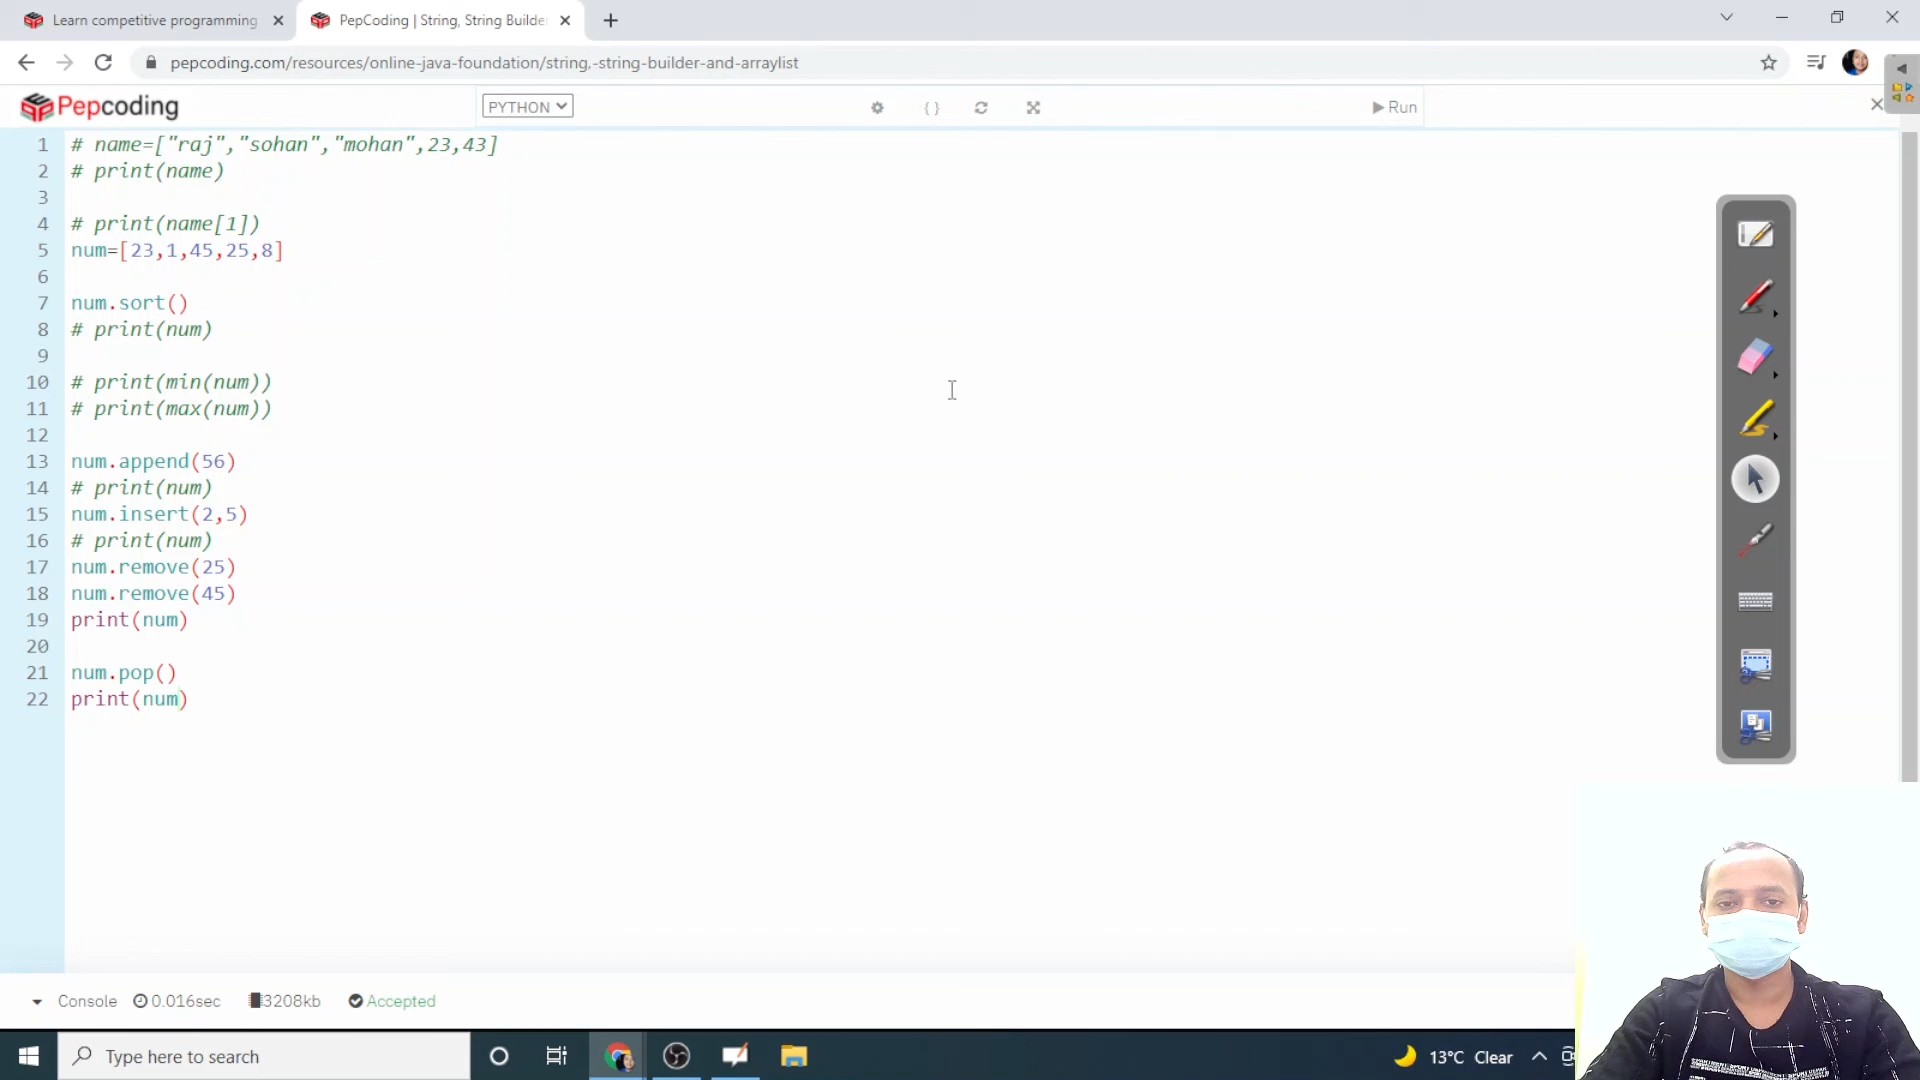 Learn competitive programming
PepCoding | String, String Builde
pepcoding.com/resources/online-java-foundation/string,-string-builder-and-arraylist
Pepcoding
PYTHON
{ }
Run
1 # name=["raj","sohan","mohan",23,43]
2 # print(name)
3
4 # print(name[1])
5 num=[23,1,45,25,8]
6
7 num.sort()
8 # print(num)
9
10 # print(min(num))
11 # print(max(num))
12
13 num.append(56)
14 # print(num)
15 num.insert(2,5)
16 # print(num)
17 num.remove(25)
18 num.remove(45)
19 print(num)
20
21 num.pop()
22 print(num)
Console 0.016sec 3208kb Accepted
Type here to search
13°C Clear